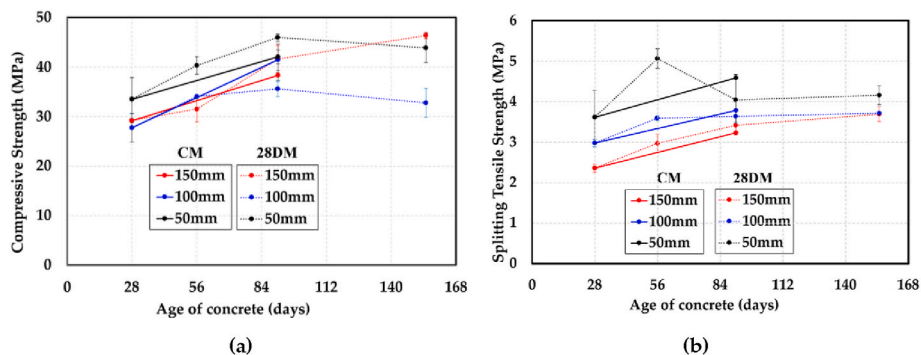 50
40
30
20
10
0
Compressive Strength (MPa)
CM 28DM
150mm 150mm
100mm 100mm
50mm 50mm
0 28 56 84 112 140 168
Age of concrete (days)
(a)
6
5
4
3
2
1
0
Splitting Tensile Strength (MPa)
CM 28DM
150mm 150mm
100mm 100mm
50mm 50mm
0 28 56 84 112 140 168
Age of concrete (days)
(b)